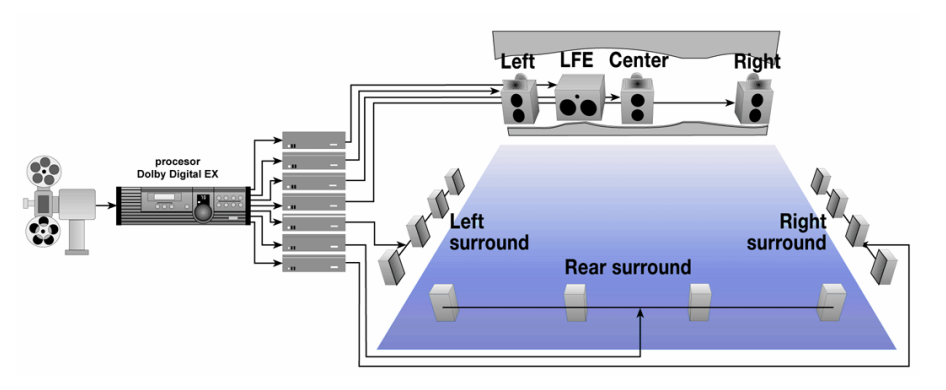 Left LFE Center Right
procesor
Dolby Digital EX
Left
surround
Right
surround
Rear surround